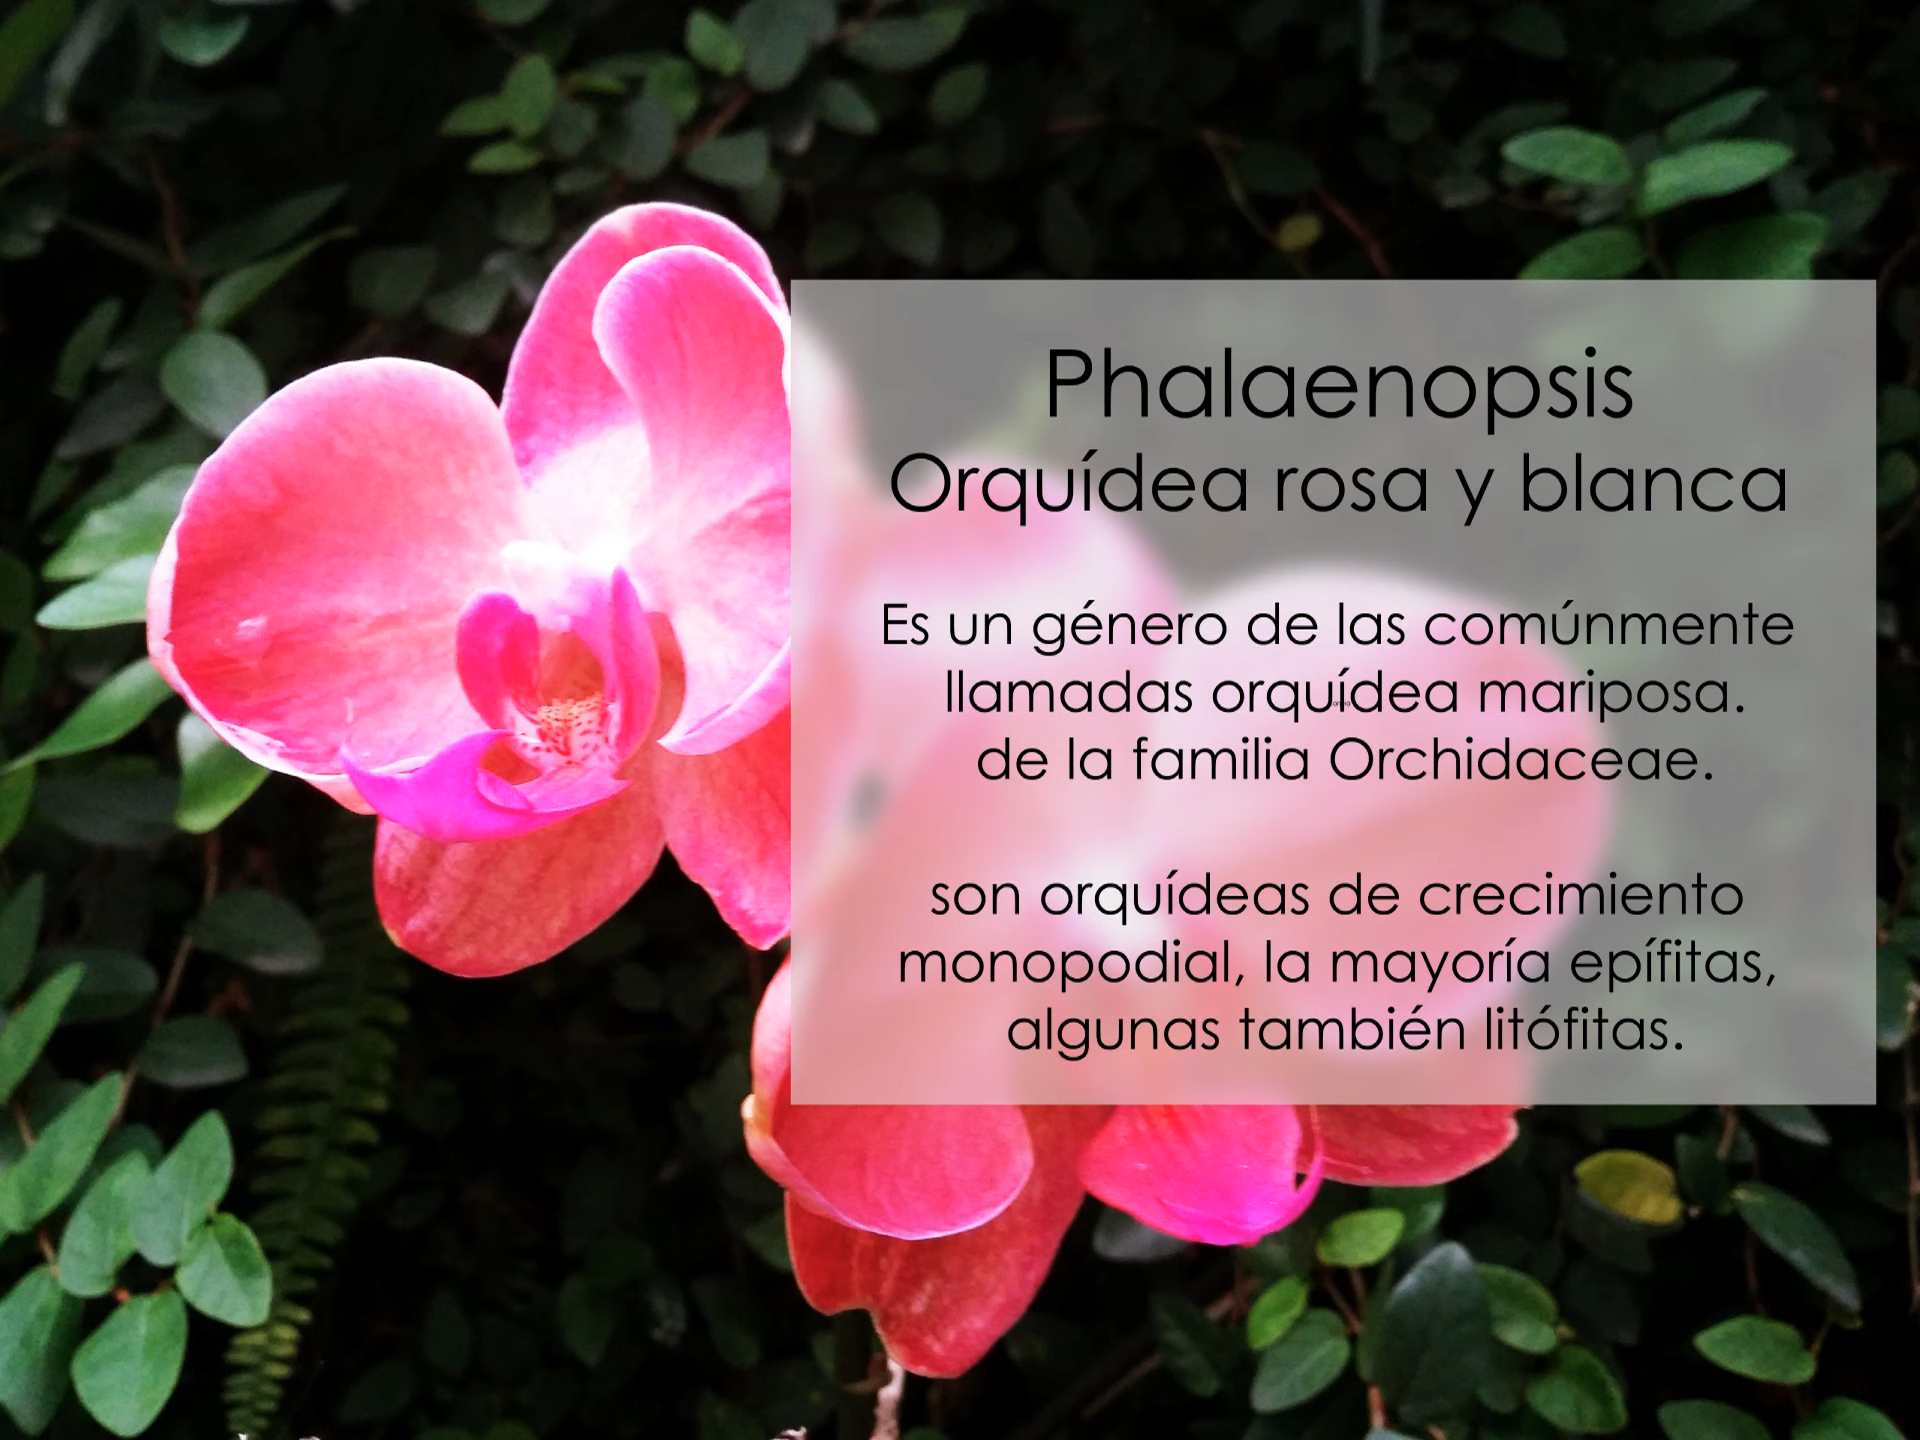 Phalaenopsis
Orquídea rosa y blanca
Es un género de las comúnmente
llamadas orquídea mariposa.
de la familia Orchidaceae.
son orquídeas de crecimiento
monopodial, la mayoría epífitas,
algunas también litófitas.